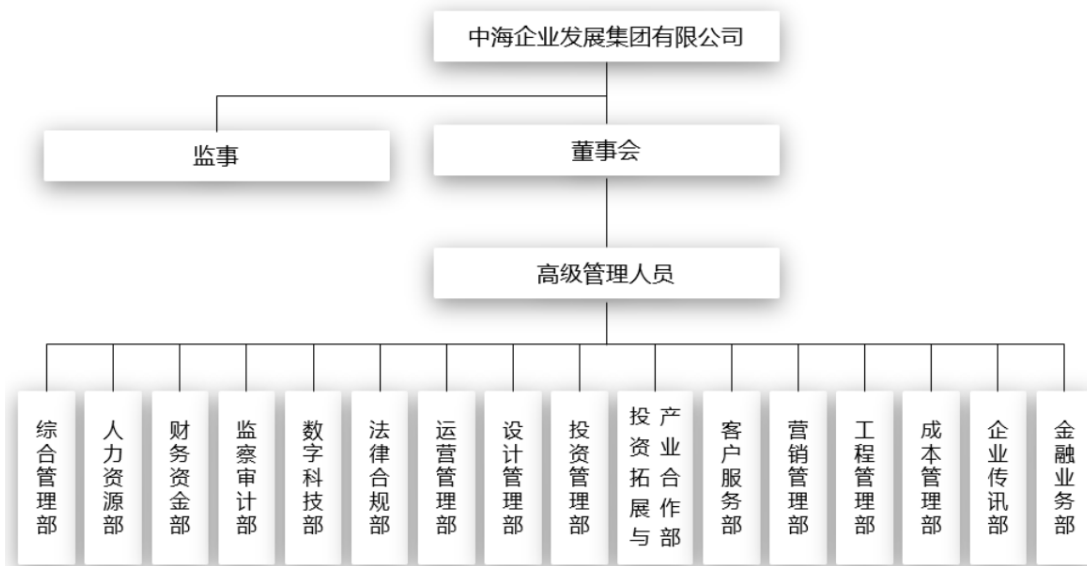 中海企业发展集团有限公司
监事
董事会
高级管理人员
综合管理部
人力资源部
财务资金部
监察审计部
数字科技部
法律合规部
运营管理部
设计管理部
投资管理部
投资拓展与
产业合作部
客户服务部
营销管理部
工程管理部
成本管理部
企业传讯部
金融业务部